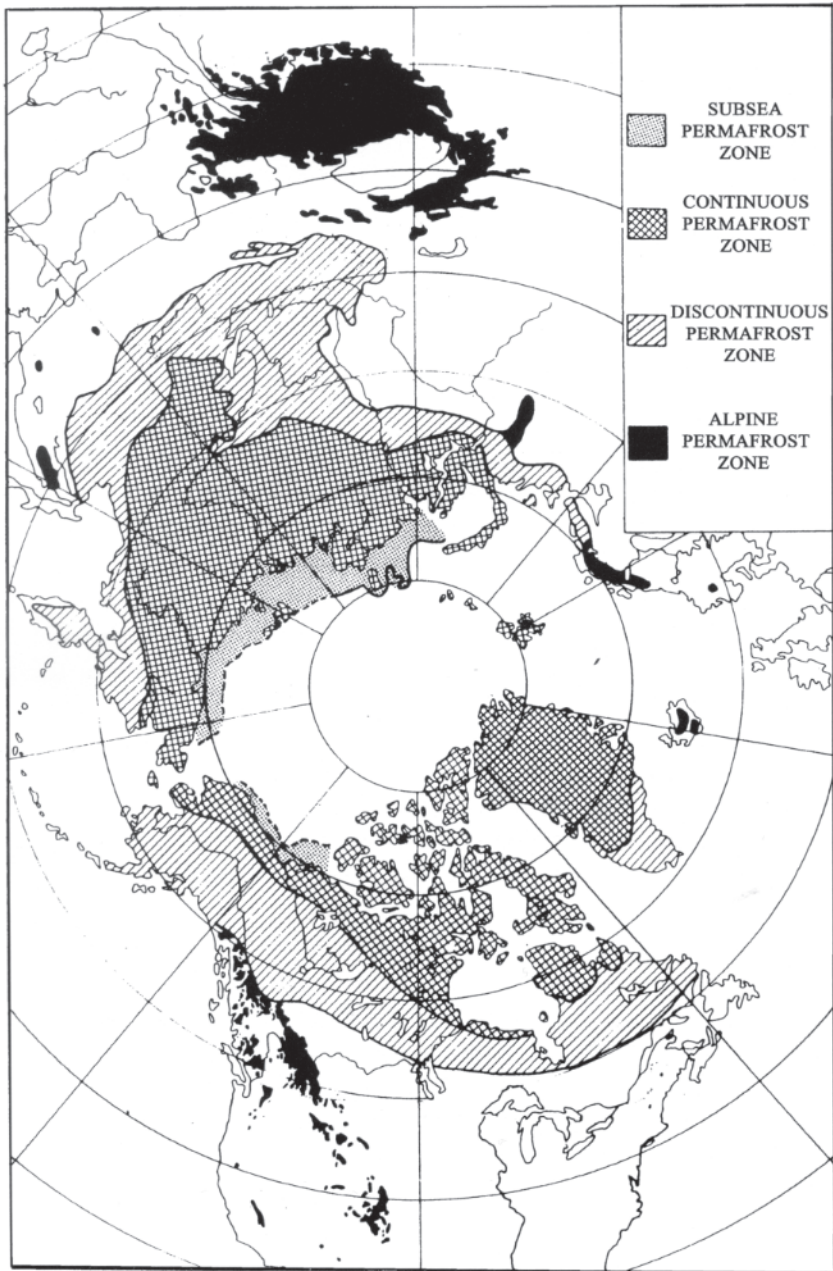 SUBSEA
PERMAFROST
ZONE
CONTINUOUS
PERMAFROST
ZONE
DISCONTINUOUS
PERMAFROST
ZONE
ALPINE
PERMAFROST
ZONE